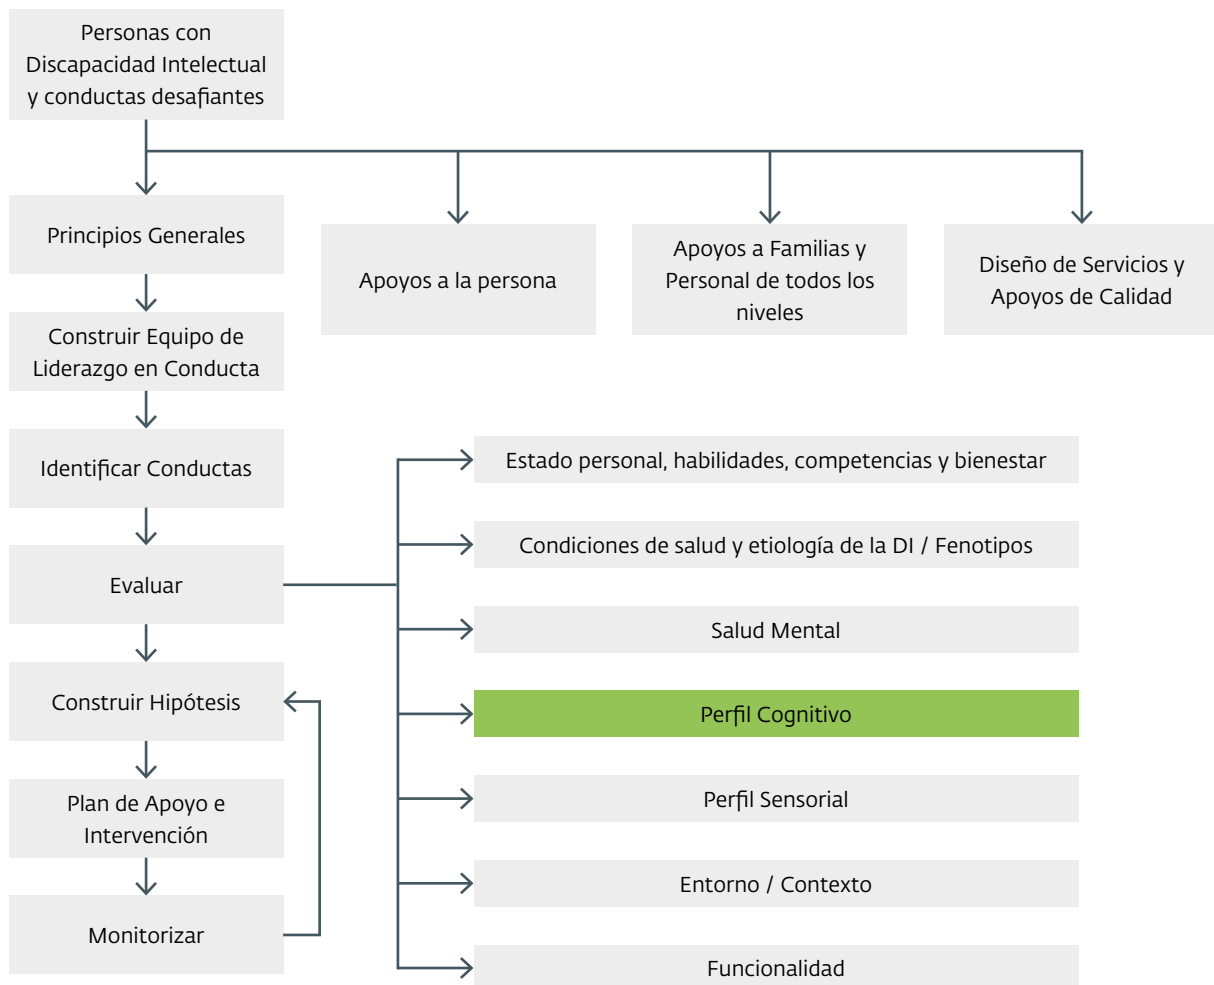 Personas con
Discapacidad Intelectual
y conductas desafiantes
Principios Generales
Apoyos a la persona
Apoyos a Familias y
Personal de todos los
niveles
Diseño de Servicios y
Apoyos de Calidad
Construir Equipo de
Liderazgo en Conducta
Identificar Conductas
Evaluar
Construir Hipótesis
Plan de Apoyo e
Intervención
Monitorizar
Estado personal, habilidades, competencias y bienestar
Condiciones de salud y etiología de la DI / Fenotipos
Salud Mental
Perfil Cognitivo
Perfil Sensorial
Entorno / Contexto
Funcionalidad